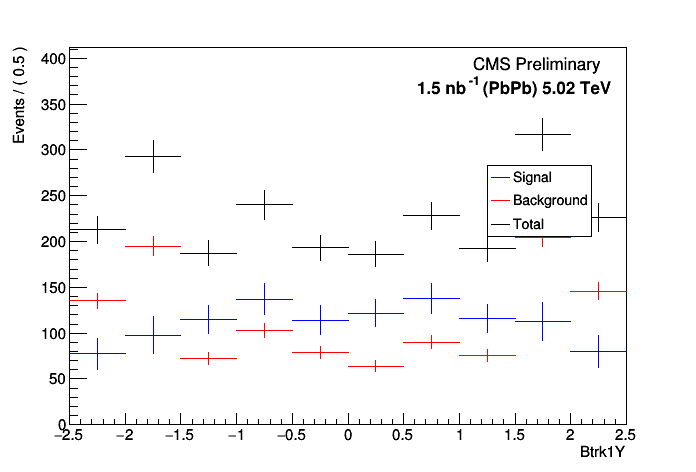 CMS Preliminary
1.5 nb-1 (PbPb) 5.02 TeV
Events / ( 0.5 )
400
350
300
250
200
150
100
50
0
Signal
Background
Total
−2.5 −2 −1.5 −1 −0.5 0 0.5 1 1.5 2 2.5
Btrk1Y